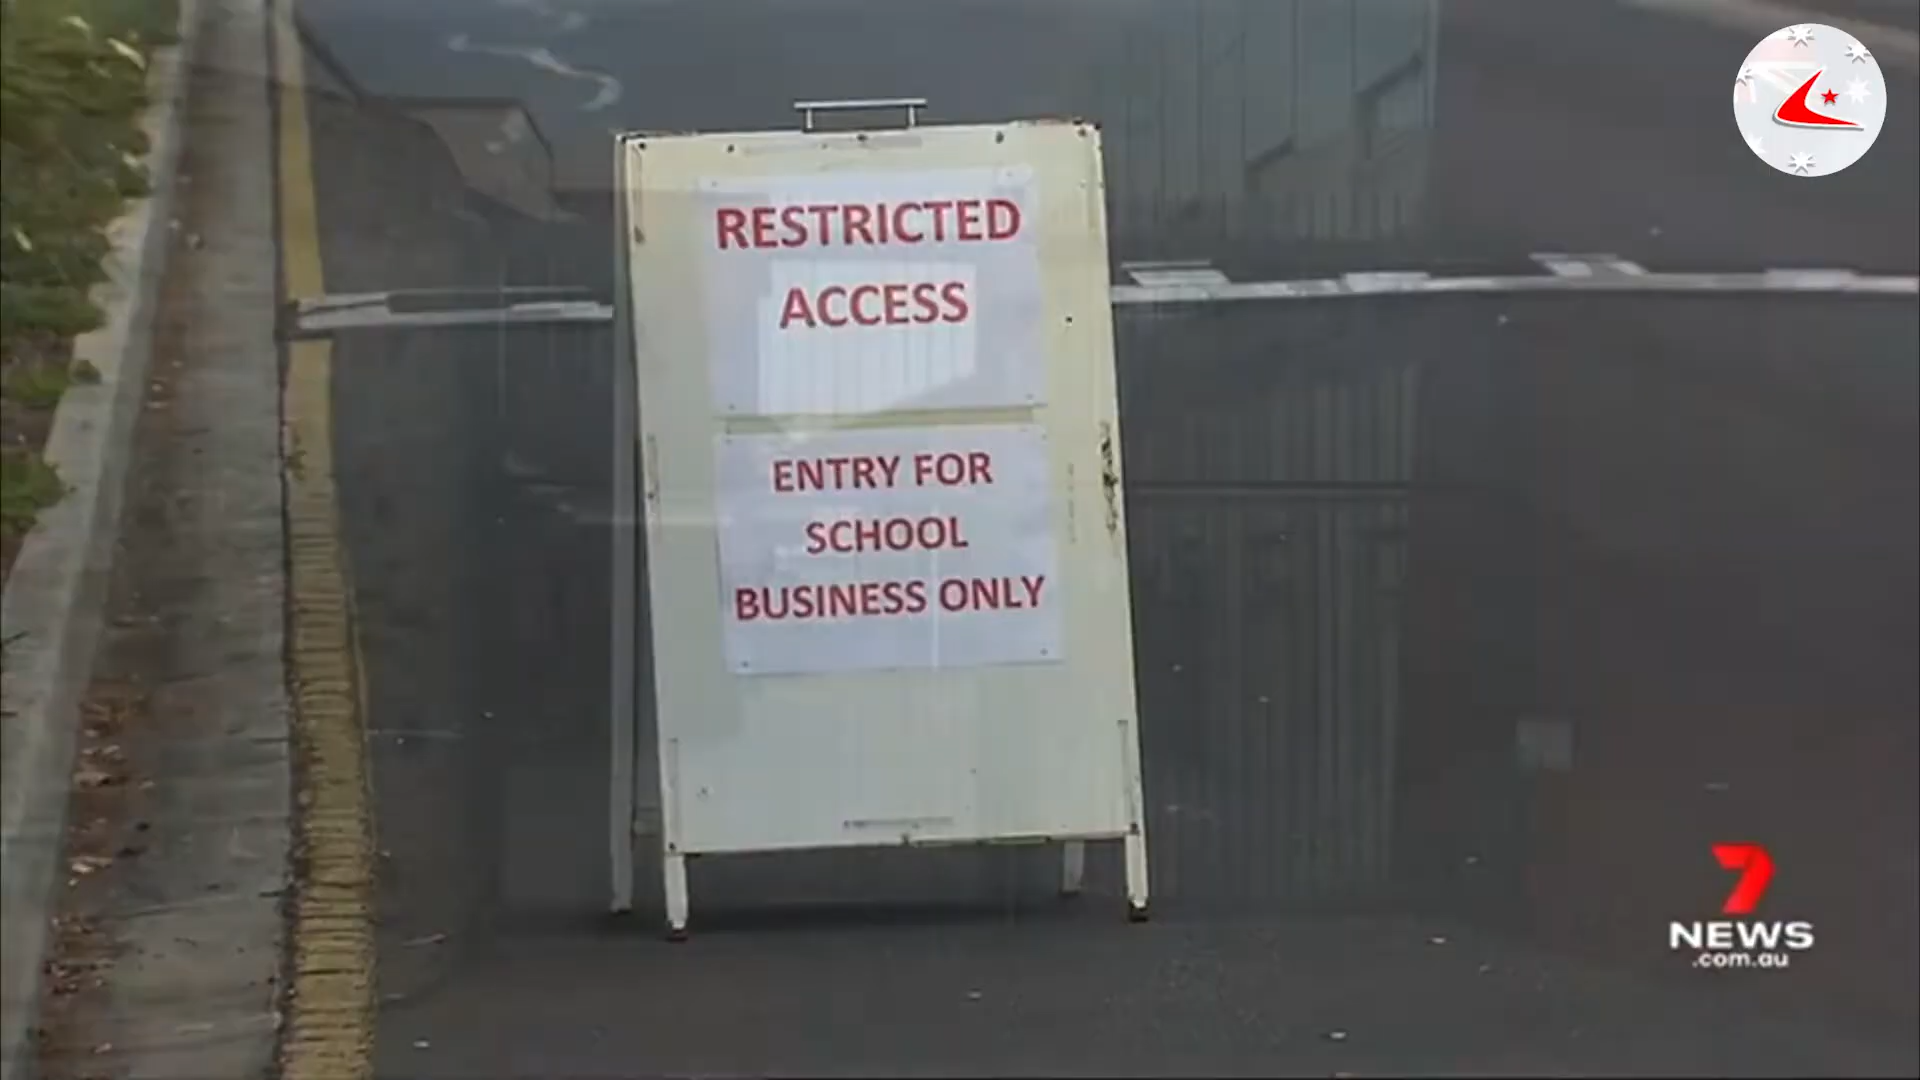 RESTRICTED
ACCESS
ENTRY FOR
SCHOOL
BUSINESS ONLY
7
NEWS
.com.au